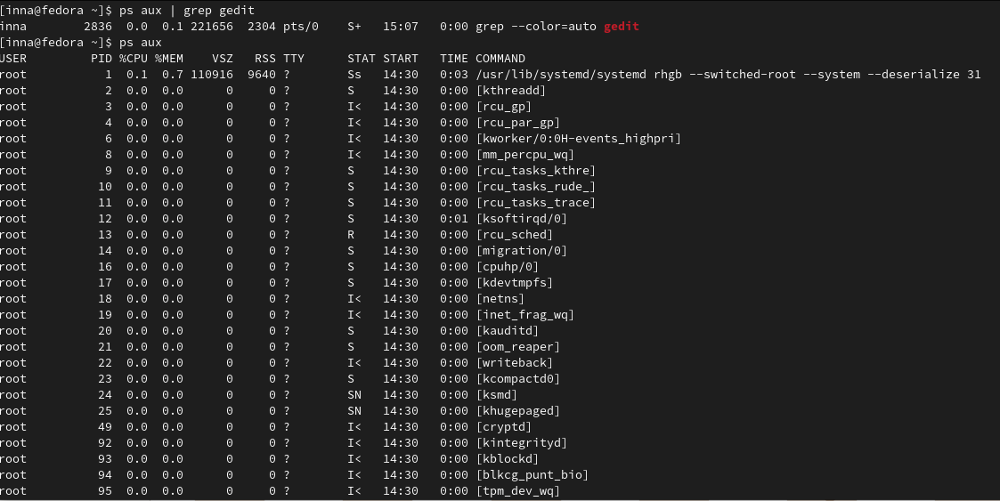 [inna@fedora ~]$ ps aux | grep gedit
inna        2836  0.0  0.1 221656  2304 pts/0    S+   15:07   0:00 grep --color=auto gedit
[inna@fedora ~]$ ps aux
USER         PID %CPU %MEM    VSZ   RSS TTY      STAT START   TIME COMMAND
root           1  0.1  0.7 110916  9640 ?        Ss   14:30   0:03 /usr/lib/systemd/systemd rhgb --switched-root --system --deserialize 31
root           2  0.0  0.0      0     0 ?        S    14:30   0:00 [kthreadd]
root           3  0.0  0.0      0     0 ?        I<   14:30   0:00 [rcu_gp]
root           4  0.0  0.0      0     0 ?        I<   14:30   0:00 [rcu_par_gp]
root           6  0.0  0.0      0     0 ?        I<   14:30   0:00 [kworker/0:0H-events_highpri]
root           8  0.0  0.0      0     0 ?        I<   14:30   0:00 [mm_percpu_wq]
root           9  0.0  0.0      0     0 ?        S    14:30   0:00 [rcu_tasks_kthre]
root          10  0.0  0.0      0     0 ?        S    14:30   0:00 [rcu_tasks_rude_]
root          11  0.0  0.0      0     0 ?        S    14:30   0:00 [rcu_tasks_trace]
root          12  0.0  0.0      0     0 ?        S    14:30   0:01 [ksoftirqd/0]
root          13  0.0  0.0      0     0 ?        R    14:30   0:00 [rcu_sched]
root          14  0.0  0.0      0     0 ?        S    14:30   0:00 [migration/0]
root          16  0.0  0.0      0     0 ?        S    14:30   0:00 [cpuhp/0]
root          17  0.0  0.0      0     0 ?        S    14:30   0:00 [kdevtmpfs]
root          18  0.0  0.0      0     0 ?        I<   14:30   0:00 [netns]
root          19  0.0  0.0      0     0 ?        I<   14:30   0:00 [inet_frag_wq]
root          20  0.0  0.0      0     0 ?        S    14:30   0:00 [kauditd]
root          21  0.0  0.0      0     0 ?        S    14:30   0:00 [oom_reaper]
root          22  0.0  0.0      0     0 ?        I<   14:30   0:00 [writeback]
root          23  0.0  0.0      0     0 ?        S    14:30   0:00 [kcompactd0]
root          24  0.0  0.0      0     0 ?        SN   14:30   0:00 [ksmd]
root          25  0.0  0.0      0     0 ?        SN   14:30   0:00 [khugepaged]
root          49  0.0  0.0      0     0 ?        I<   14:30   0:00 [cryptd]
root          92  0.0  0.0      0     0 ?        I<   14:30   0:00 [kintegrityd]
root          93  0.0  0.0      0     0 ?        I<   14:30   0:00 [kblockd]
root          94  0.0  0.0      0     0 ?        I<   14:30   0:00 [blkcg_punt_bio]
root          95  0.0  0.0      0     0 ?        I<   14:30   0:00 [tpm_dev_wq]